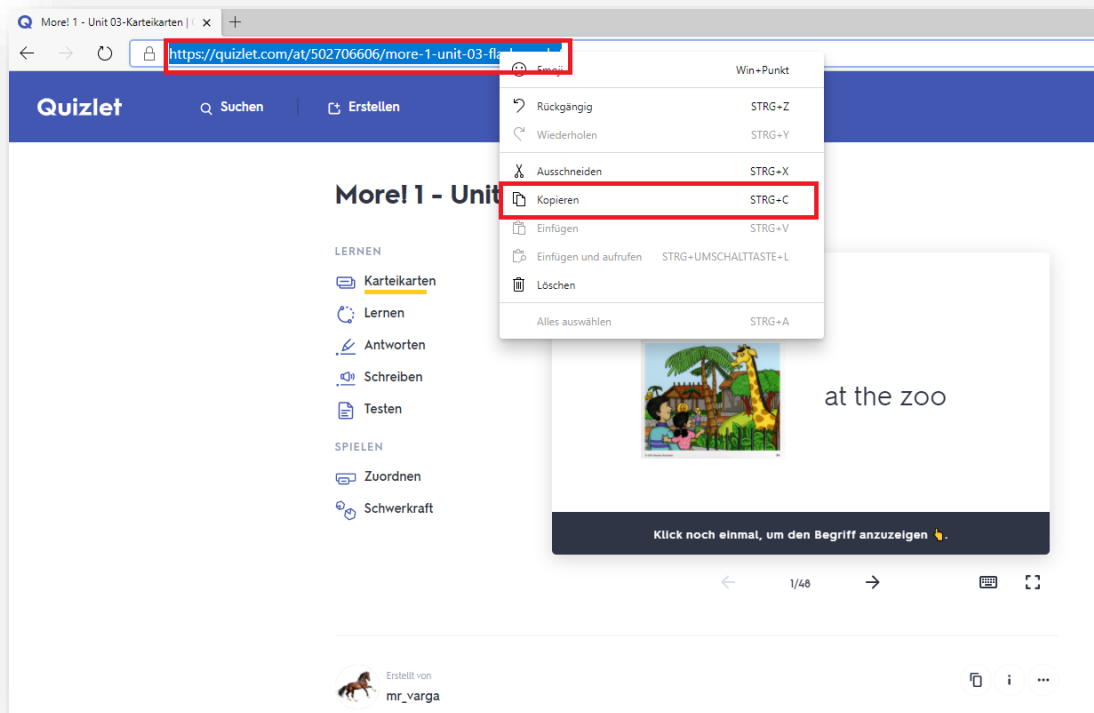 More! 1 - Unit 03-Karteikarten |
https://quizlet.com/at/502706606/more-1-unit-03-
Emoji Win+Punkt
Quizlet Suchen Erstellen
Rückgängig STRG+Z
Wiederholen STRG+Y
Ausschneiden STRG+X
Kopieren STRG+C
Einfügen STRG+V
Einfügen und aufrufen STRG+UMSCHALTTASTE+L
Löschen
Alles auswählen STRG+A
More! 1 - Unit
LERNEN
Karteikarten
Lernen
Antworten
Schreiben
Testen
SPIELEN
Zuordnen
Schwerkraft
at the zoo
Klick noch einmal, um den Begriff anzuzeigen 👆.
1/48
Erstellt von
mr_varga